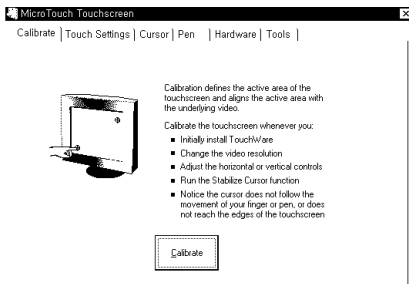 MicroTouch Touchscreen
Calibrate | Touch Settings | Cursor | Pen | Hardware | Tools |
Calibration defines the active area of the
touchscreen and aligns the active area with
the underlying video.
Calibrate the touchscreen whenever you:
■ Initially install TouchWare
■ Change the video resolution
■ Adjust the horizontal or vertical controls
■ Run the Stabilize Cursor function
■ Notice the cursor does not follow the
movement of your finger or pen, or does
not reach the edges of the touchscreen
Calibrate